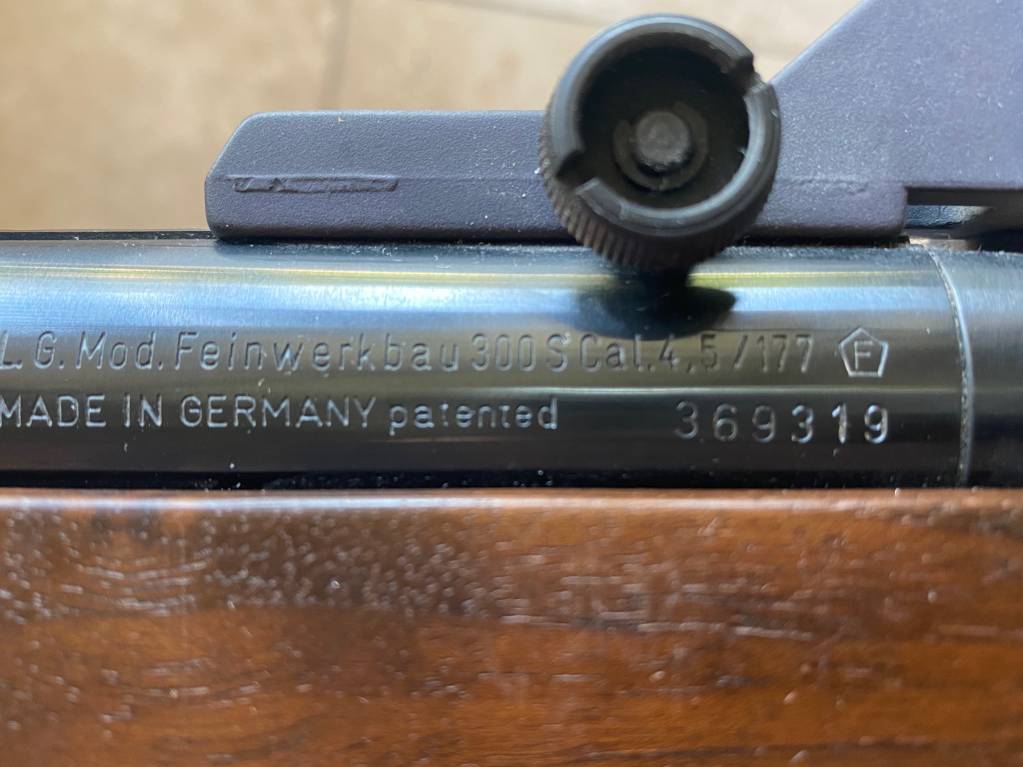 L.G. Mod. Feinwerkbau 300 S Cal. 4,5 /177 F
MADE IN GERMANY patented 369319